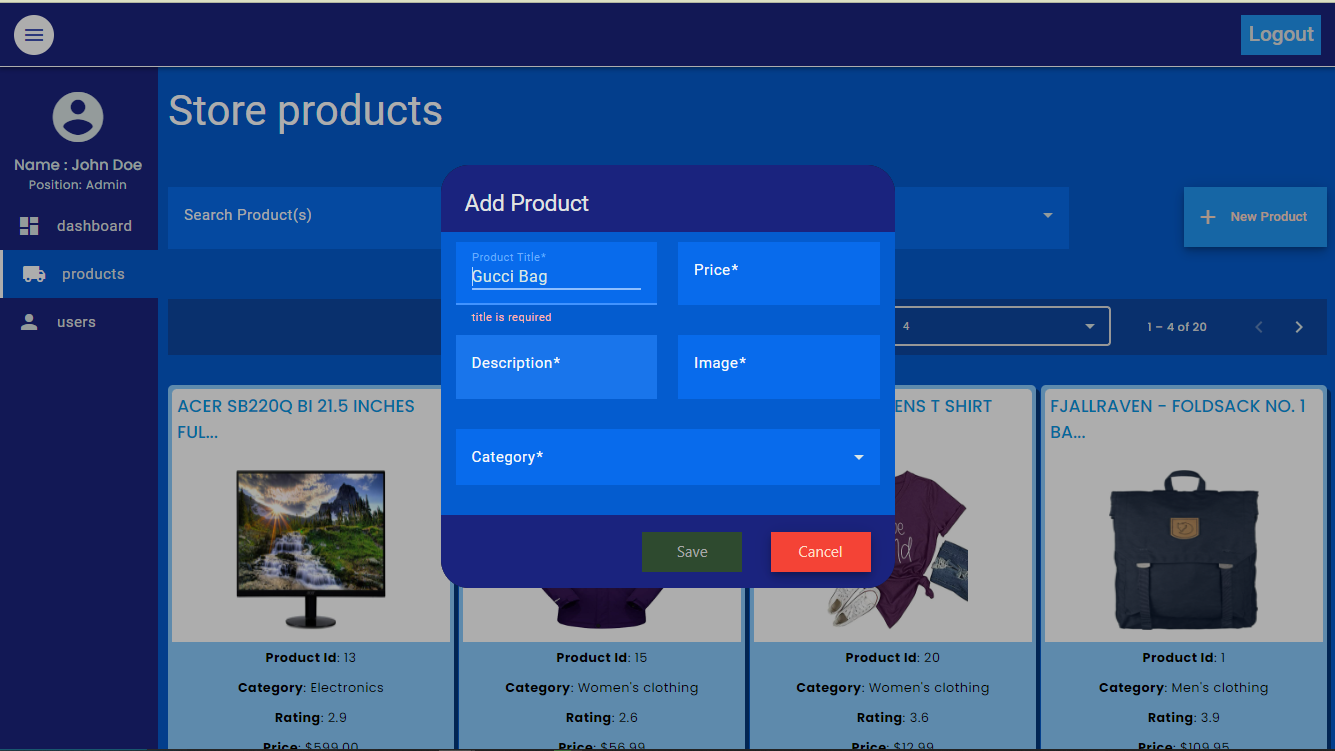 Logout
Name : John Doe
Position: Admin
dashboard
products
users
Store products
Search Product(s)
New Product
Add Product
Product Title*
Gucci Bag
title is required
Price*
Description*
Image*
Category*
Save
Cancel
4
1 – 4 of 20
ACER SB220Q BI 21.5 INCHES
FUL...
Product Id: 13
Category: Electronics
Rating: 2.9
Price: $599.00
Product Id: 15
Category: Women's clothing
Rating: 2.6
Price: $56.99
ENS T SHIRT
Product Id: 20
Category: Women's clothing
Rating: 3.6
Price: $12.99
FJALLRAVEN - FOLDSACK NO. 1
BA...
Product Id: 1
Category: Men's clothing
Rating: 3.9
Price: $109.95